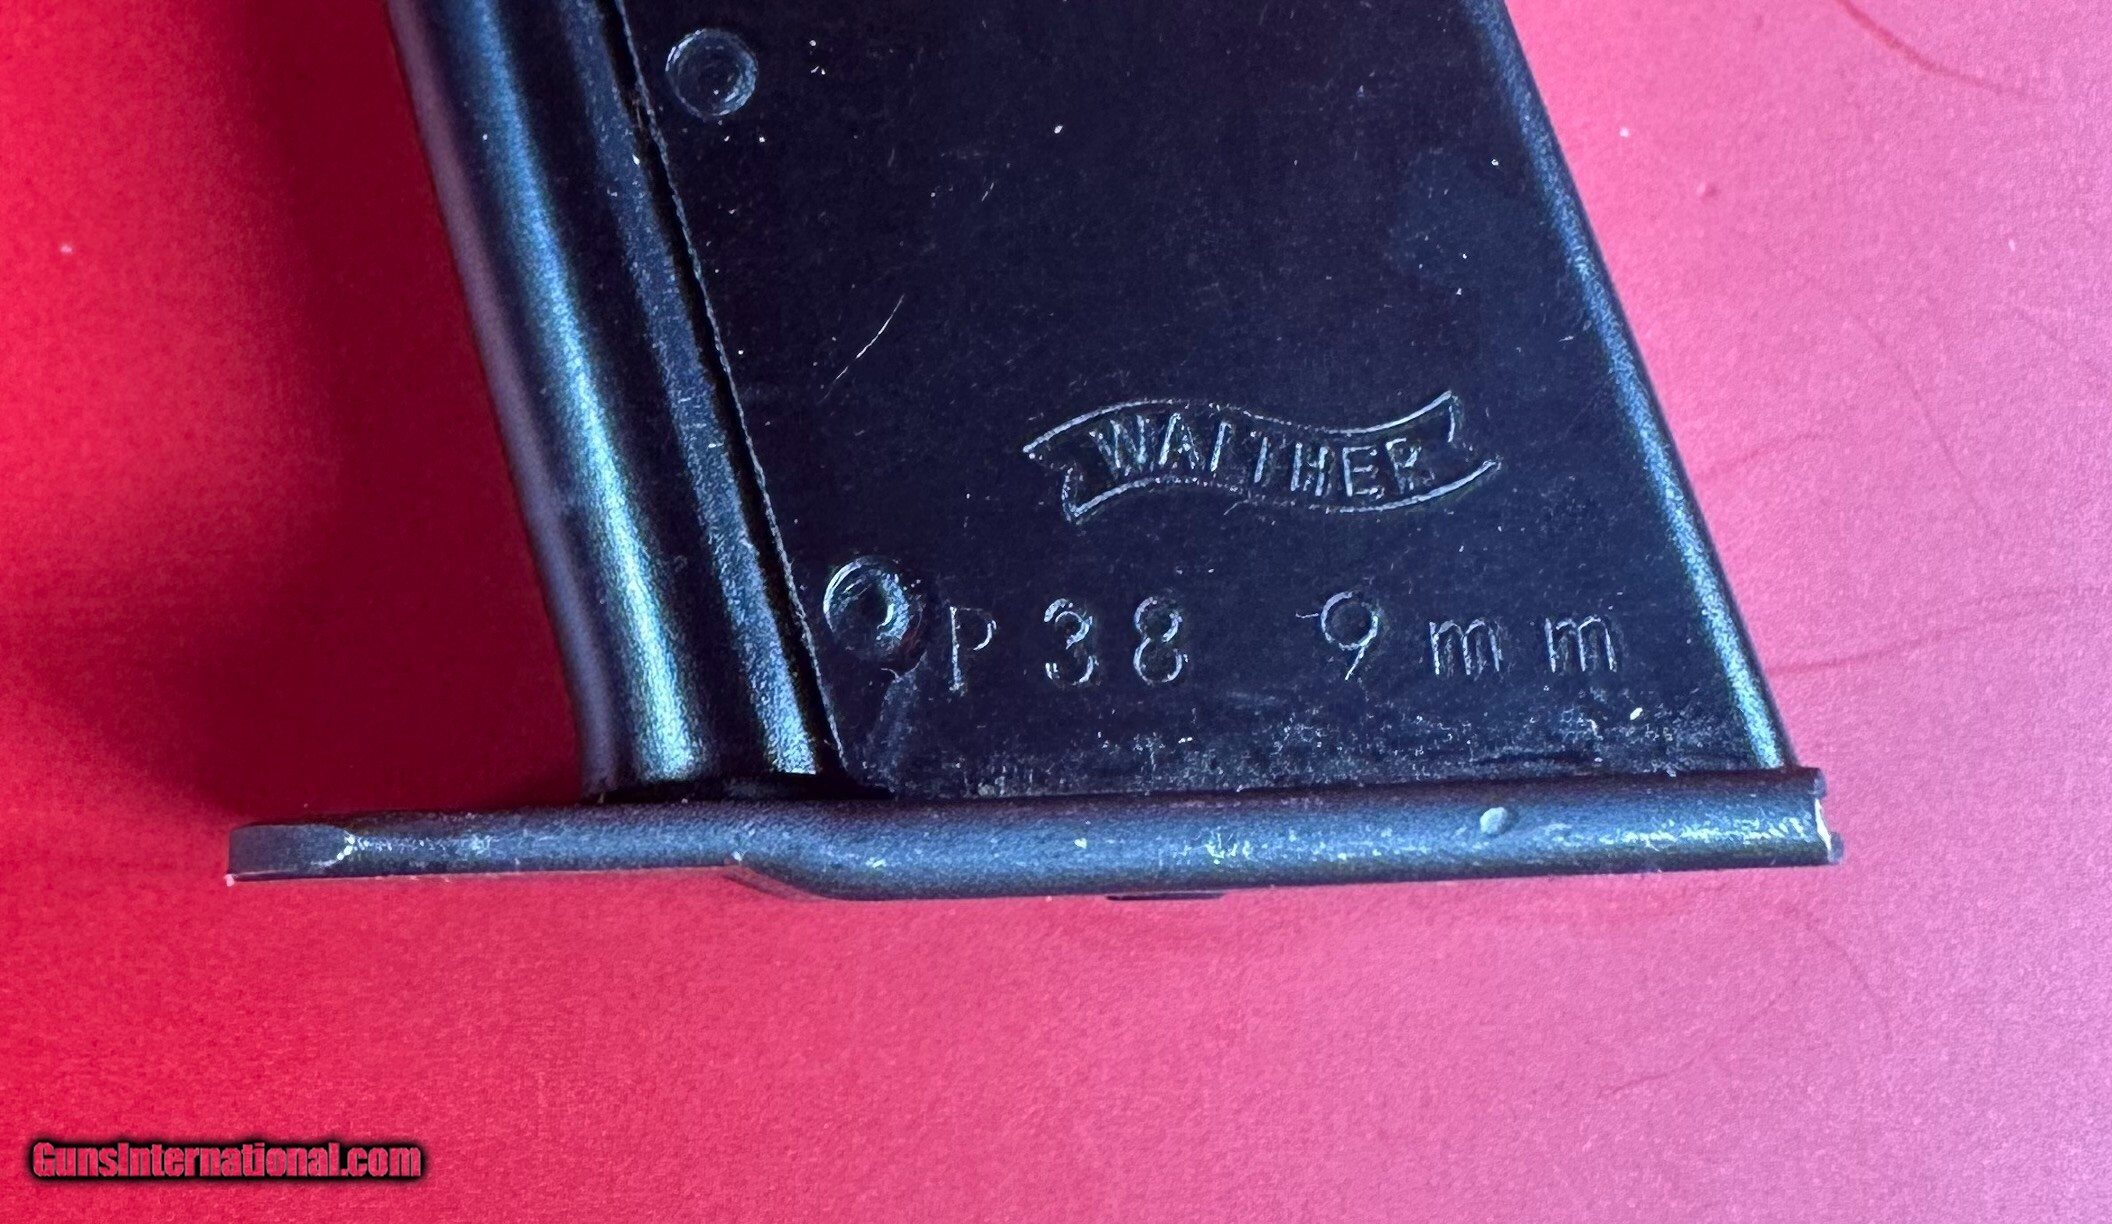 WALTHER
P38 9mm
GunsInternational.com